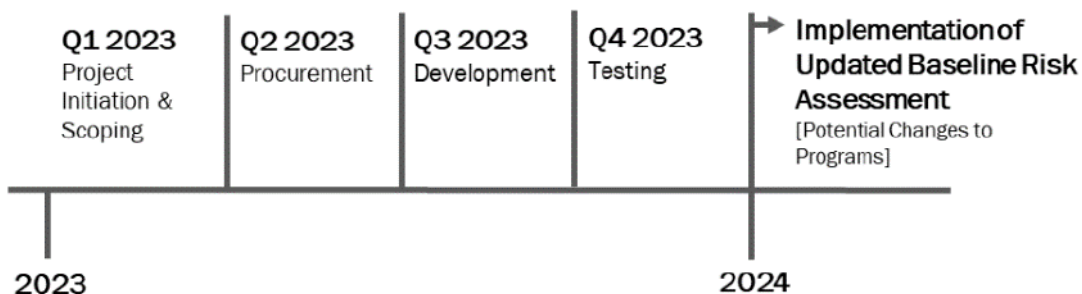 Q1 2023
Project
Initiation &
Scoping
Q2 2023
Procurement
Q3 2023
Development
Q4 2023
Testing
Implementation of
Updated Baseline Risk
Assessment
[Potential Changes to
Programs]
2023
2024